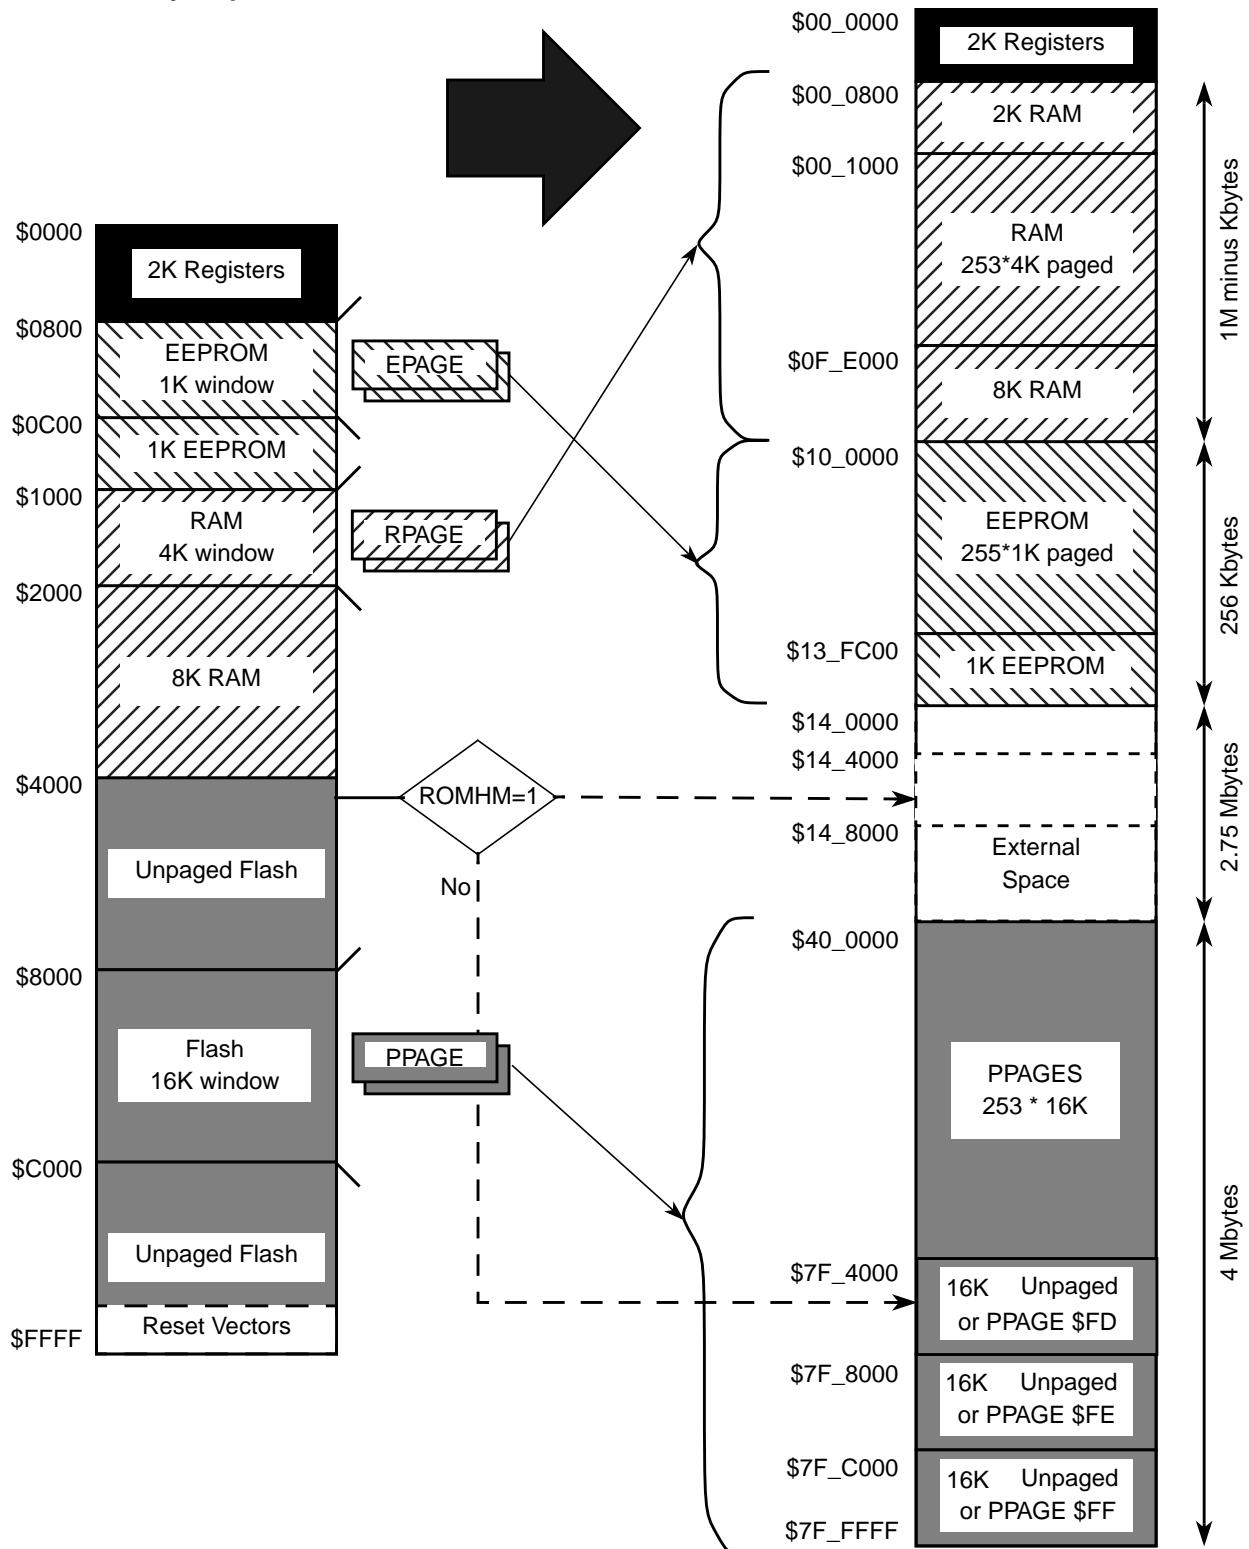 $0000
2K Registers
$0800
EEPROM
1K window
$0C00
1K EEPROM
$1000
RAM
4K window
$2000
8K RAM
$4000
Unpaged Flash
$8000
Flash
16K window
$C000
Unpaged Flash
Reset Vectors
$FFFF
EPAGE
RPAGE
ROMHM=1
No
PPAGE
$00_0000
2K Registers
$00_0800
2K RAM
$00_1000
RAM
253*4K paged
$0F_E000
8K RAM
$10_0000
EEPROM
255*1K paged
$13_FC00
1K EEPROM
$14_0000
$14_4000
$14_8000
External
Space
$40_0000
PPAGES
253 * 16K
$7F_4000
16K Unpaged
or PPAGE $FD
$7F_8000
16K Unpaged
or PPAGE $FE
$7F_C000
16K Unpaged
or PPAGE $FF
$7F_FFFF
1M minus Kbytes
256 Kbytes
2.75 Mbytes
4 Mbytes